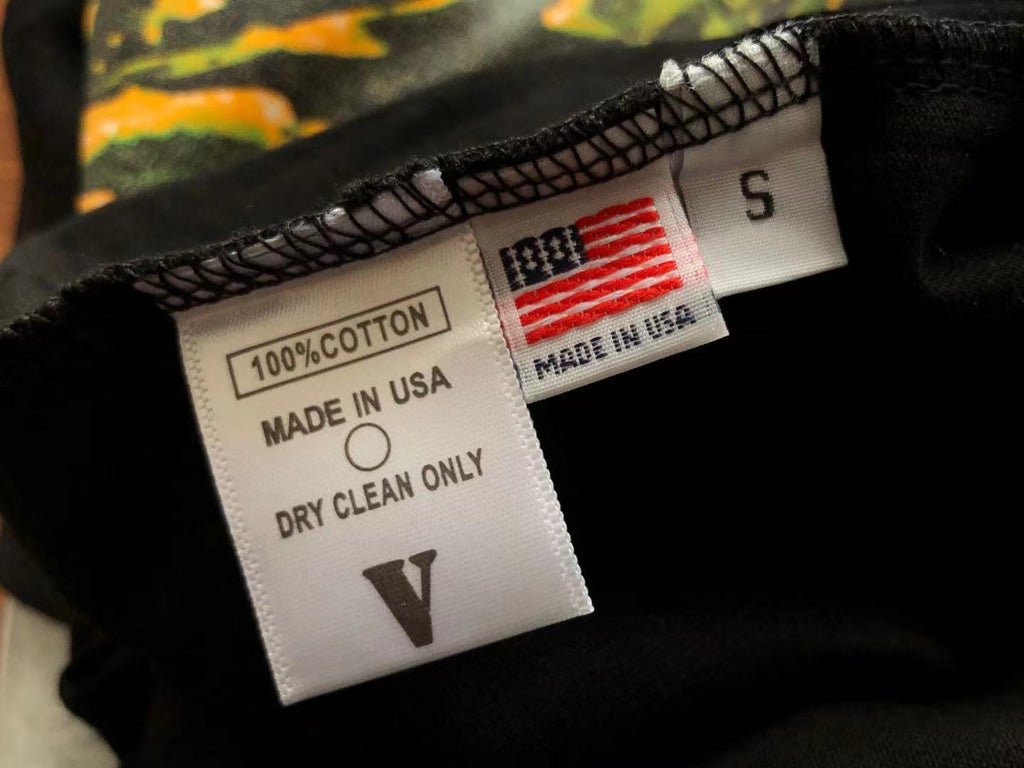 100%COTTON
MADE IN USA
DRY CLEAN ONLY
V
MADE IN USA
S